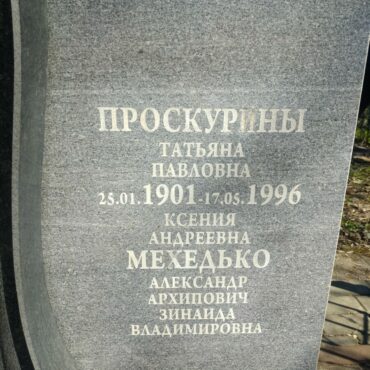 ПРОСКУРИНЫ
ТАТЬЯНА
ПАВЛОВНА
25.01.1901-17.05.1996
КСЕНИЯ
АНДРЕЕВНА
МЕХЕДЬКО
АЛЕКСАНДР
АРХИПОВИЧ
ЗИНАИДА
ВЛАДИМИРОВНА